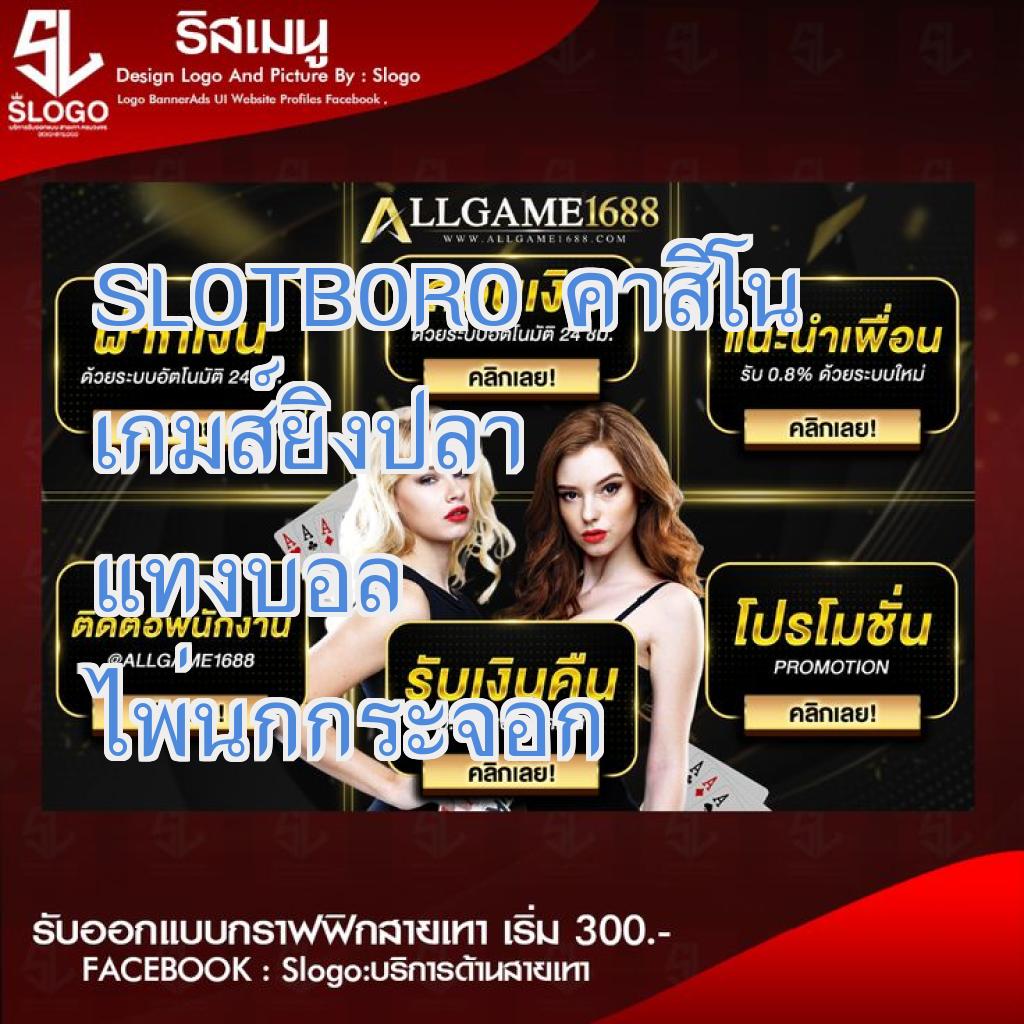 SL
SLOGO
ริสเมนู
Design Logo And Picture By : Slogo
Logo BannerAds UI Website Profiles Facebook .
ALLGAME1688
WWW.ALLGAME1688.COM
SLOTBORO คาสิโน
ฝากเงิน
ด้วยระบบอัตโนมัติ 24
ด้วยระบบอัตโนมัติ 24 ชม.
คลิกเลย!
แนะนำเพื่อน
รับ 0.8% ด้วยระบบใหม่
คลิกเลย!
เกมส์ยิงปลา
แทงบอล
ติดต่อพนักงาน
@ALLGAME1688
รับเงินคืน
คลิกเลย!
โปรโมชั่น
PROMOTION
คลิกเลย!
ไพ่นกกระจอก
รับออกแบบกราฟฟิกสายเทา เริ่ม 300.-
FACEBOOK : Slogo:บริการด้านสายเทา